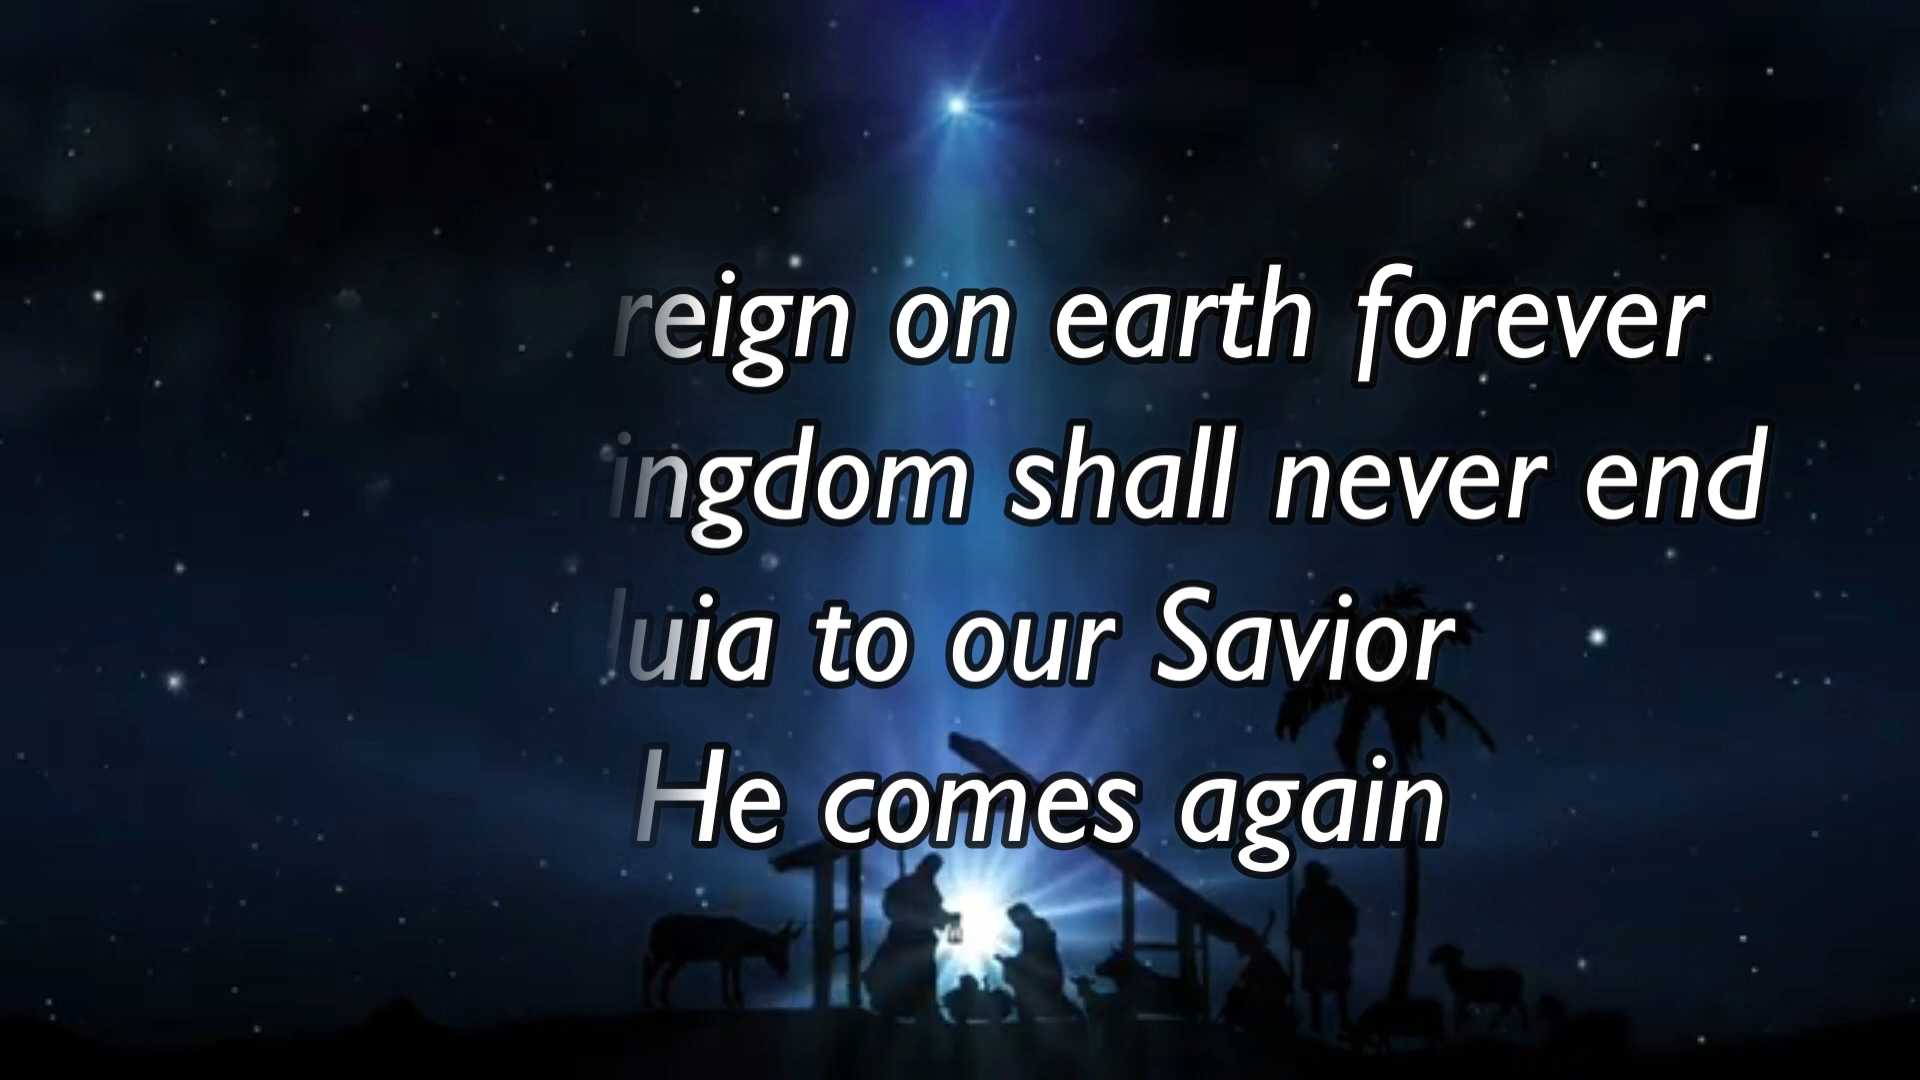 reign on earth forever
ingdom shall never end
luia to our Savior
He comes again